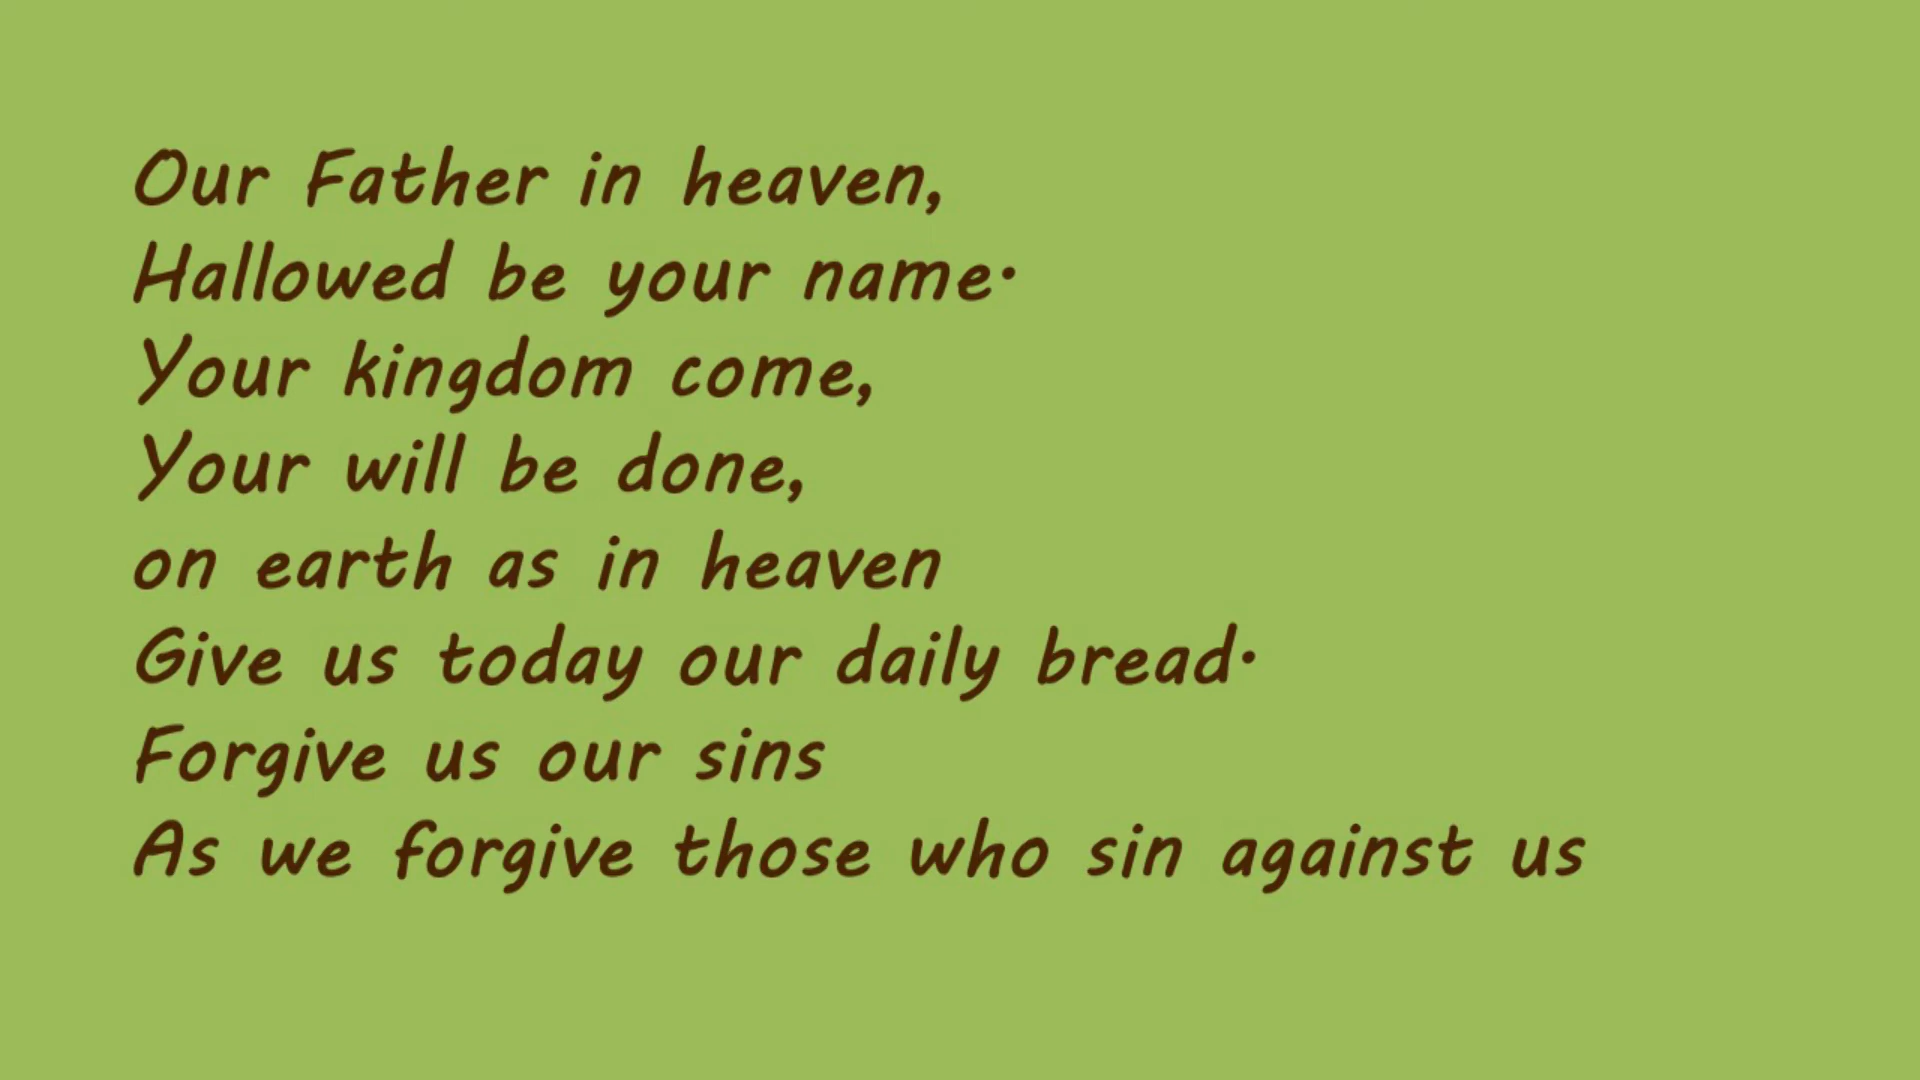 Our Father in heaven,
Hallowed be your name.
Your kingdom come,
Your will be done,
on earth as in heaven
Give us today our daily bread.
Forgive us our sins
As we forgive those who sin against us